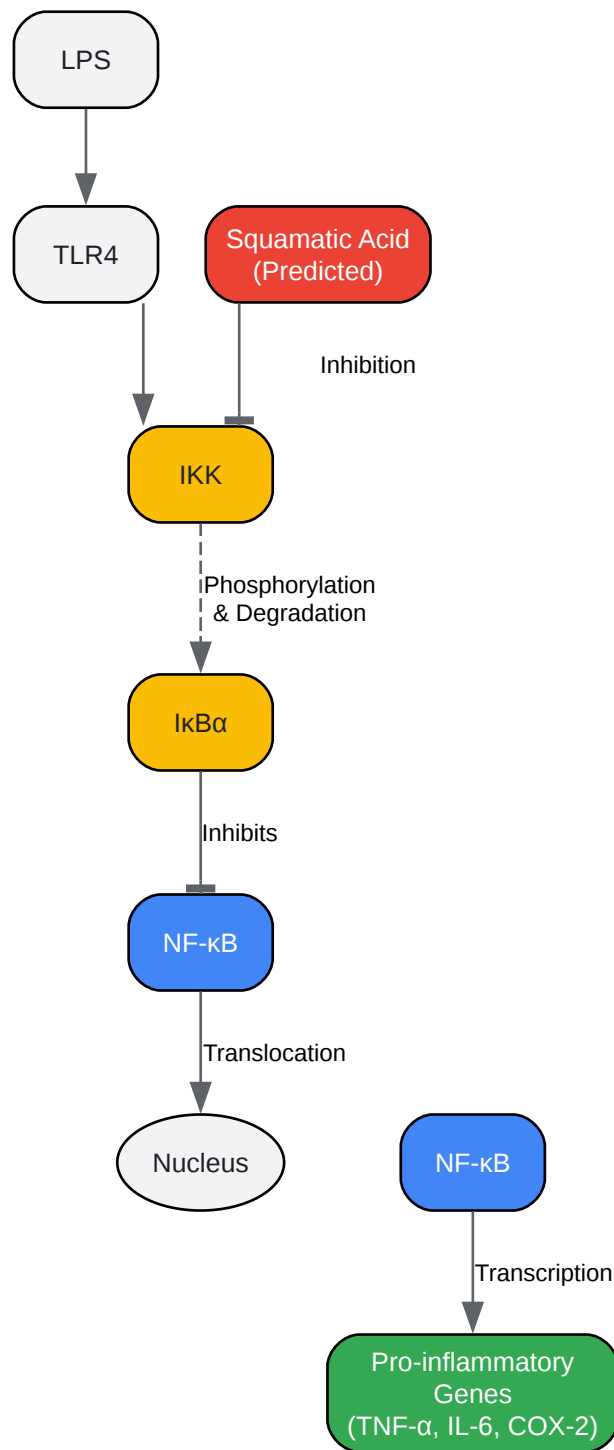 LPS
TLR4
Squamatic Acid
(Predicted)
Inhibition
IKK
Phosphorylation
& Degradation
IκBα
Inhibits
NF-κB
Translocation
Nucleus
NF-κB
Transcription
Pro-inflammatory
Genes
(TNF-α, IL-6, COX-2)